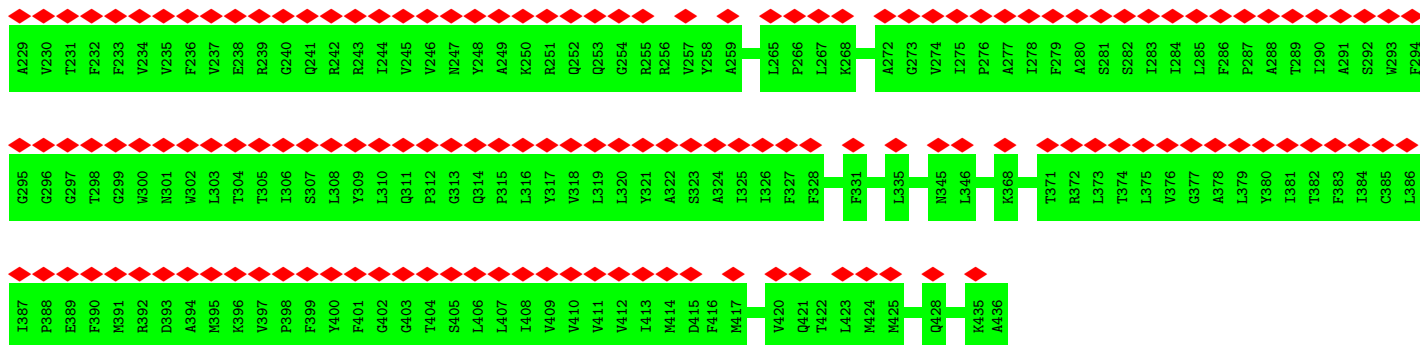 A229 V230 T231 F232 F233 V234 V235 F236 V237 E238 R239 G240 Q241 R242 R243 I244 V245 V246 N247 Y248 A249 K250 R251 Q252 Q253 G254 R255 R256 V257 Y258 A259 L265 P266 L267 K268 A272 G273 V274 I275 P276 A277 I278 F279 A280 S281 S282 I283 I284 L285 F286 P287 A288 T289 I290 A291 S292 W293 F294
G295 G296 G297 T298 G299 W300 N301 W302 L303 T304 T305 I306 S307 L308 Y309 L310 Q311 P312 G313 Q314 P315 L316 Y317 V318 L319 L320 Y321 A322 S323 A324 I325 I326 F327 F328 F331 L335 N345 L346 K368 T371 R372 L373 T374 L375 V376 G377 A378 L379 Y380 I381 T382 F383 I384 C385 L386
I387 P388 E389 F390 M391 R392 D393 A394 M395 K396 V397 P398 F399 Y400 F401 G402 G403 T404 S405 L406 L407 I408 V409 V410 V411 V412 I413 M414 D415 F416 M417 V420 Q421 T422 L423 M424 M425 Q428 K435 A436